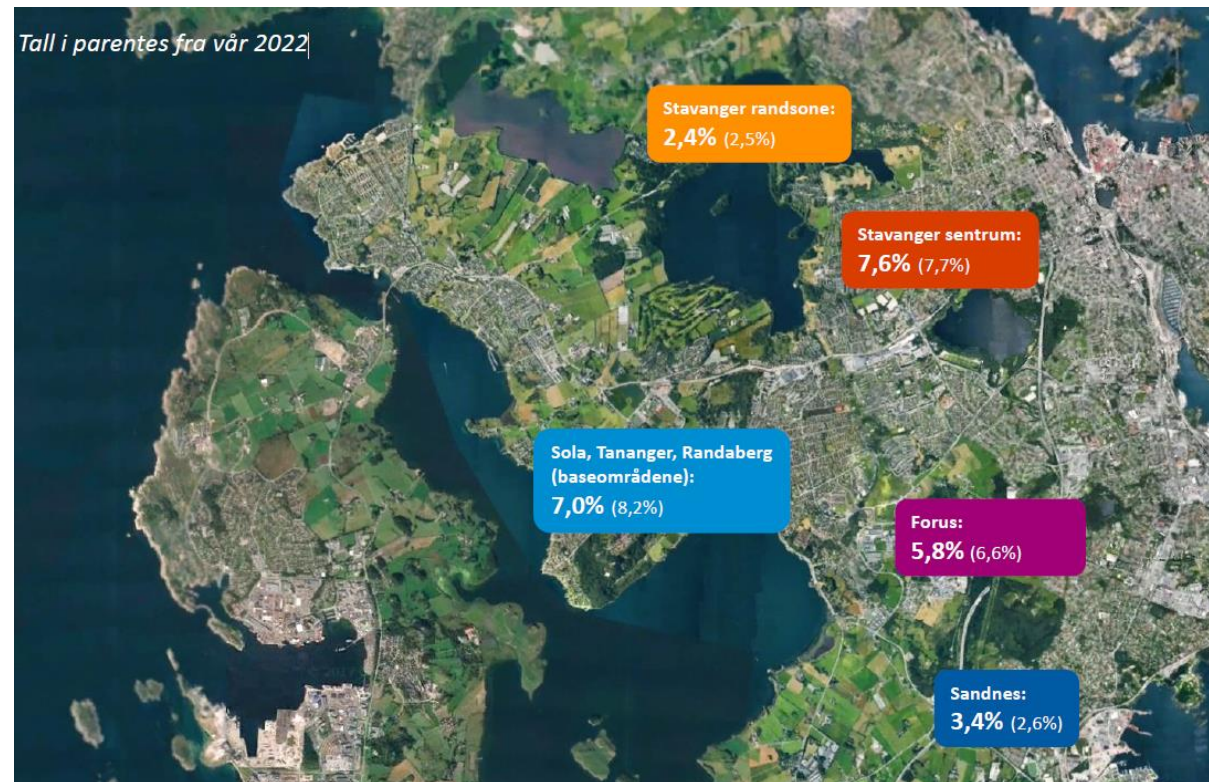 Tall i parentes fra vår 2022
Stavanger randsone:
2,4% (2,5%)
Stavanger sentrum:
7,6% (7,7%)
Sola, Tananger, Randaberg
(baseområdene):
7,0% (8,2%)
Forus:
5,8% (6,6%)
Sandnes:
3,4% (2,6%)